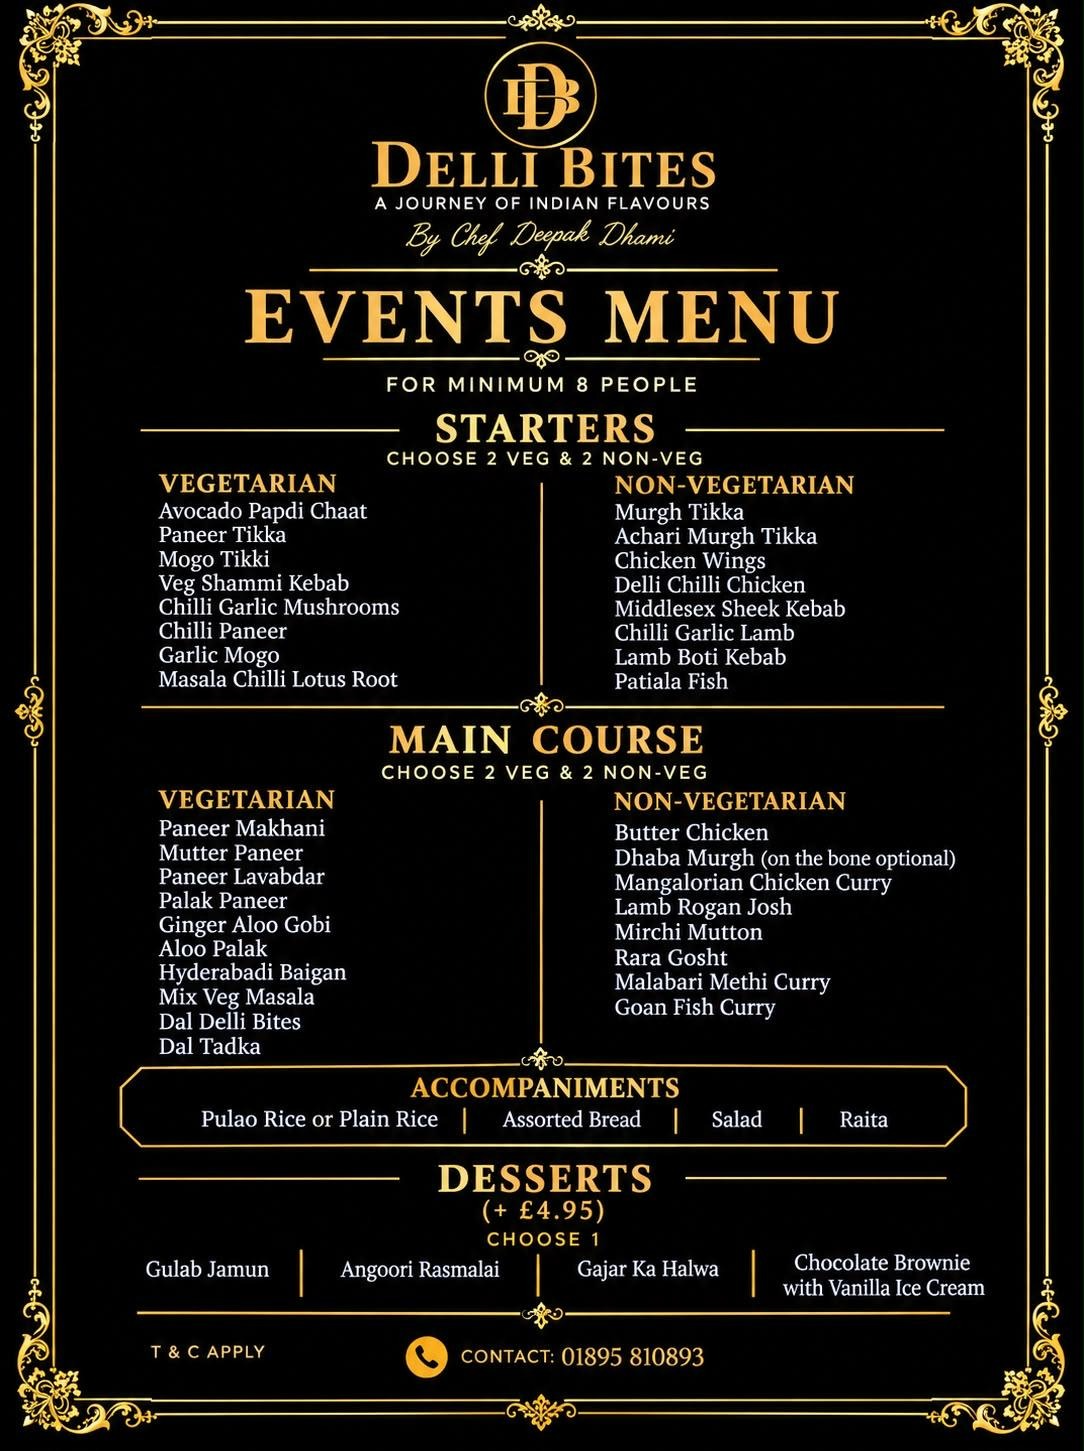 DB
DELLI BITES
A JOURNEY OF INDIAN FLAVOURS
By Chef Deepak Dhami
EVENTS MENU
FOR MINIMUM 8 PEOPLE
STARTERS
CHOOSE 2 VEG & 2 NON-VEG
VEGETARIAN
Avocado Papdi Chaat
Paneer Tikka
Mogo Tikki
Veg Shammi Kebab
Chilli Garlic Mushrooms
Chilli Paneer
Garlic Mogo
Masala Chilli Lotus Root
NON-VEGETARIAN
Murgh Tikka
Achari Murgh Tikka
Chicken Wings
Delli Chilli Chicken
Middlesex Sheek Kebab
Chilli Garlic Lamb
Lamb Boti Kebab
Patiala Fish
MAIN COURSE
CHOOSE 2 VEG & 2 NON-VEG
VEGETARIAN
Paneer Makhani
Mutter Paneer
Paneer Lavabdar
Palak Paneer
Ginger Aloo Gobi
Aloo Palak
Hyderabadi Baigan
Mix Veg Masala
Dal Delli Bites
Dal Tadka
NON-VEGETARIAN
Butter Chicken
Dhaba Murgh (on the bone optional)
Mangalorian Chicken Curry
Lamb Rogan Josh
Mirchi Mutton
Rara Gosht
Malabari Methi Curry
Goan Fish Curry
ACCOMPANIMENTS
Pulao Rice or Plain Rice | Assorted Bread | Salad | Raita
DESSERTS
(+ £4.95)
CHOOSE 1
Gulab Jamun | Angoori Rasmalai | Gajar Ka Halwa | Chocolate Brownie
with Vanilla Ice Cream
T & C APPLY
CONTACT: 01895 810893